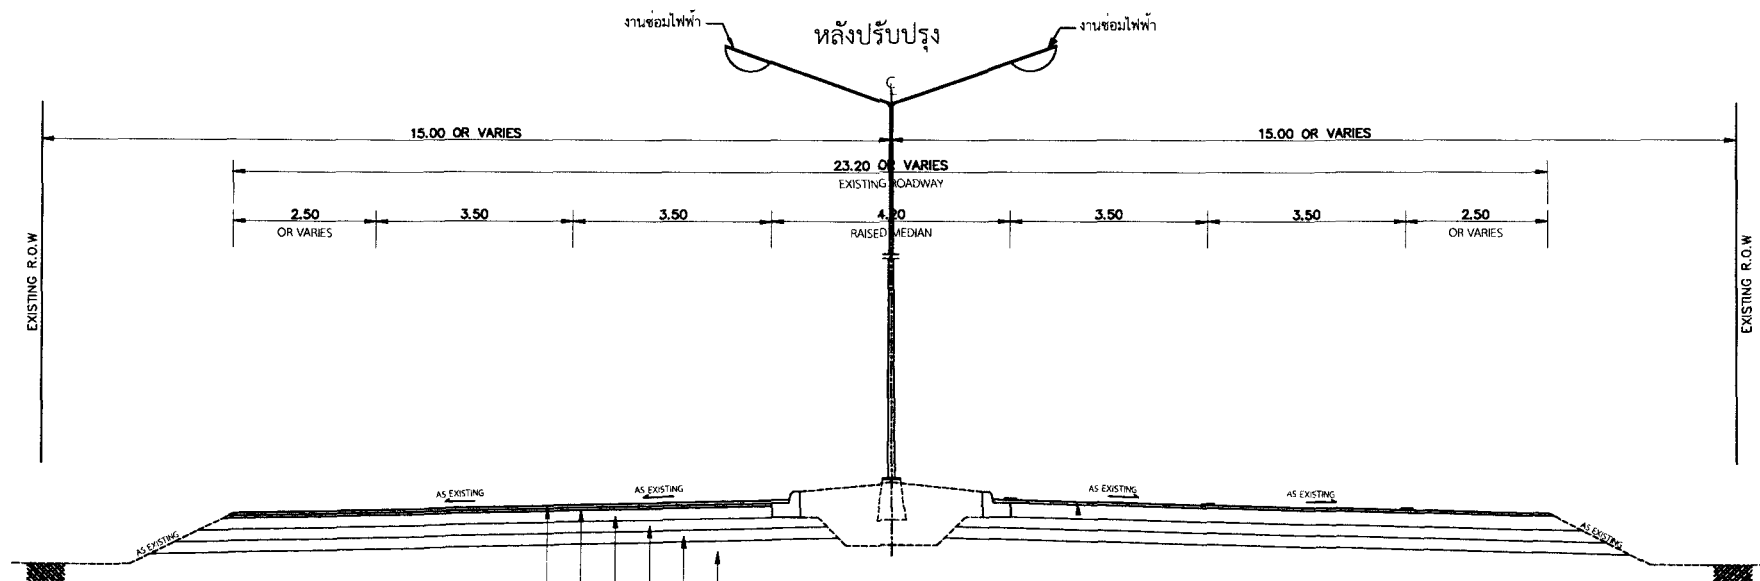 งานซ่อมไฟฟ้า
หลังปรับปรุง
งานซ่อมไฟฟ้า
℄
15.00 OR VARIES
15.00 OR VARIES
23.20 OR VARIES
EXISTING ROADWAY
2.50
3.50
3.50
4.20
3.50
3.50
2.50
OR VARIES
RAISED MEDIAN
OR VARIES
EXISTING R.O.W
EXISTING R.O.W
AS EXISTING
AS EXISTING
AS EXISTING
AS EXISTING
AS EXISTING
AS EXISTING